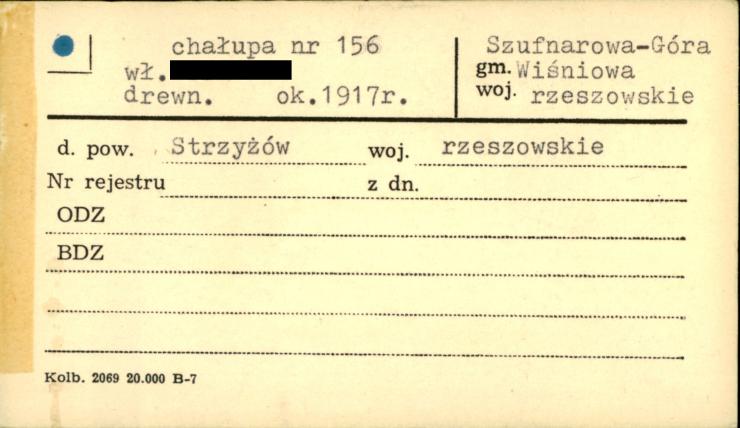 chałupa nr 156
wł.
drewn. ok.1917r.
Szufnarowa-Góra
gm. Wiśniowa
woj. rzeszowskie
d. pow. Strzyżów woj. rzeszowskie
Nr rejestru z dn.
ODZ
BDZ
Kolb. 2069 20.000 B-7